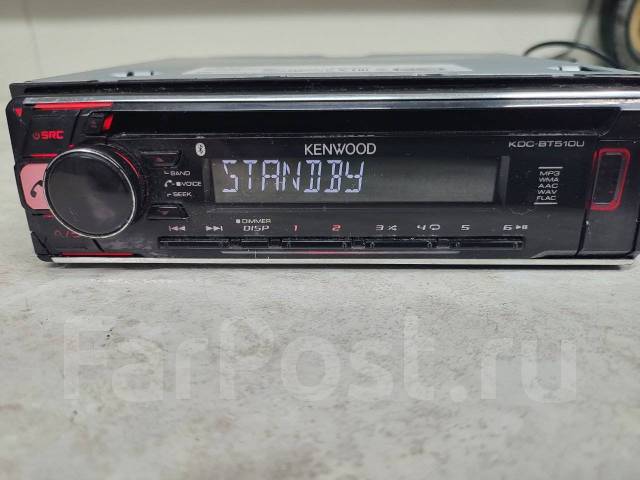 SRC
KENWOOD
KDC-BT510U
BAND
VOICE
SEEK
STANDBY
MP3
WMA
AAC
WAV
FLAC
DIMMER
DISP 1 2 3 4 5 6
FarPost.ru